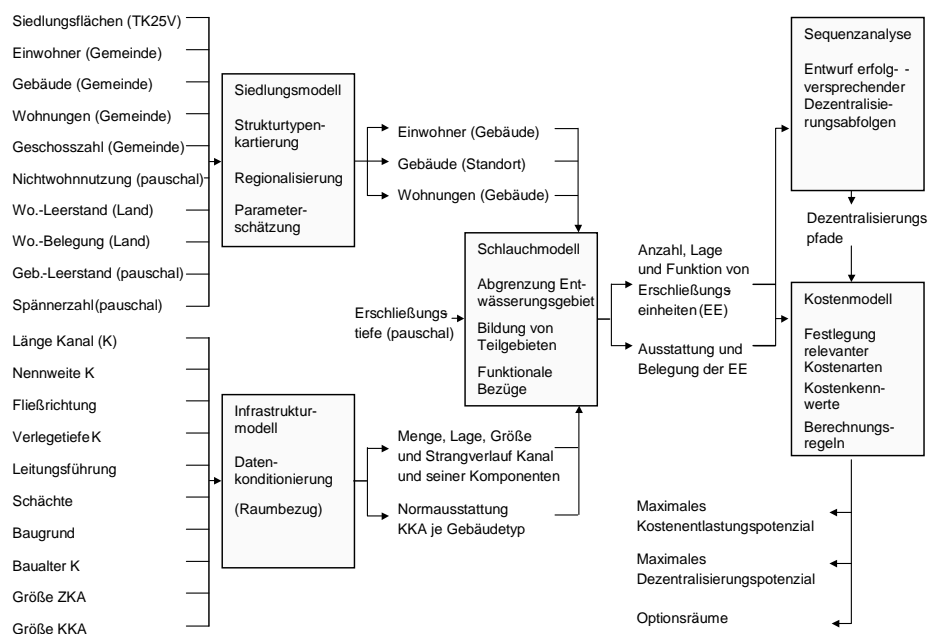 Siedlungsflächen (TK25V)
Einwohner (Gemeinde)
Gebäude (Gemeinde)
Wohnungen (Gemeinde)
Geschosszahl (Gemeinde)
Nichtwohnnutzung (pauschal)
Wo.-Leerstand (Land)
Wo.-Belegung (Land)
Geb.-Leerstand (pauschal)
Spännerzahl(pauschal)
Länge Kanal (K)
Nennweite K
Fließrichtung
Verlegetiefe K
Leitungsführung
Schächte
Baugrund
Baualter K
Größe ZKA
Größe KKA
Siedlungsmodell
Strukturtypen-
kartierung
Regionalisierung
Parameter-
schätzung
Infrastruktur-
modell
Daten-
konditionierung
(Raumbezug)
Einwohner (Gebäude)
Gebäude (Standort)
Wohnungen (Gebäude)
Erschließungs-
tiefe (pauschal)
Menge, Lage, Größe
und Strangverlauf Kanal
und seiner Komponenten
Normausstattung
KKA je Gebäudetyp
Schlauchmodell
Abgrenzung Ent-
wässerungsgebiet
Bildung von
Teilgebieten
Funktionale
Bezüge
Anzahl, Lage
und Funktion von
Erschließungs-
einheiten (EE)
Ausstattung und
Belegung der EE
Sequenzanalyse
Entwurf erfolg- -
versprechender
Dezentralisie-
rungsabfolgen
Dezentralisierungs
pfade
Kostenmodell
Festlegung
relevanter
Kostenarten
Kostenkenn-
werte
Berechnungs-
regeln
Maximales
Kostenentlastungspotenzial
Maximales
Dezentralisierungspotenzial
Optionsräume